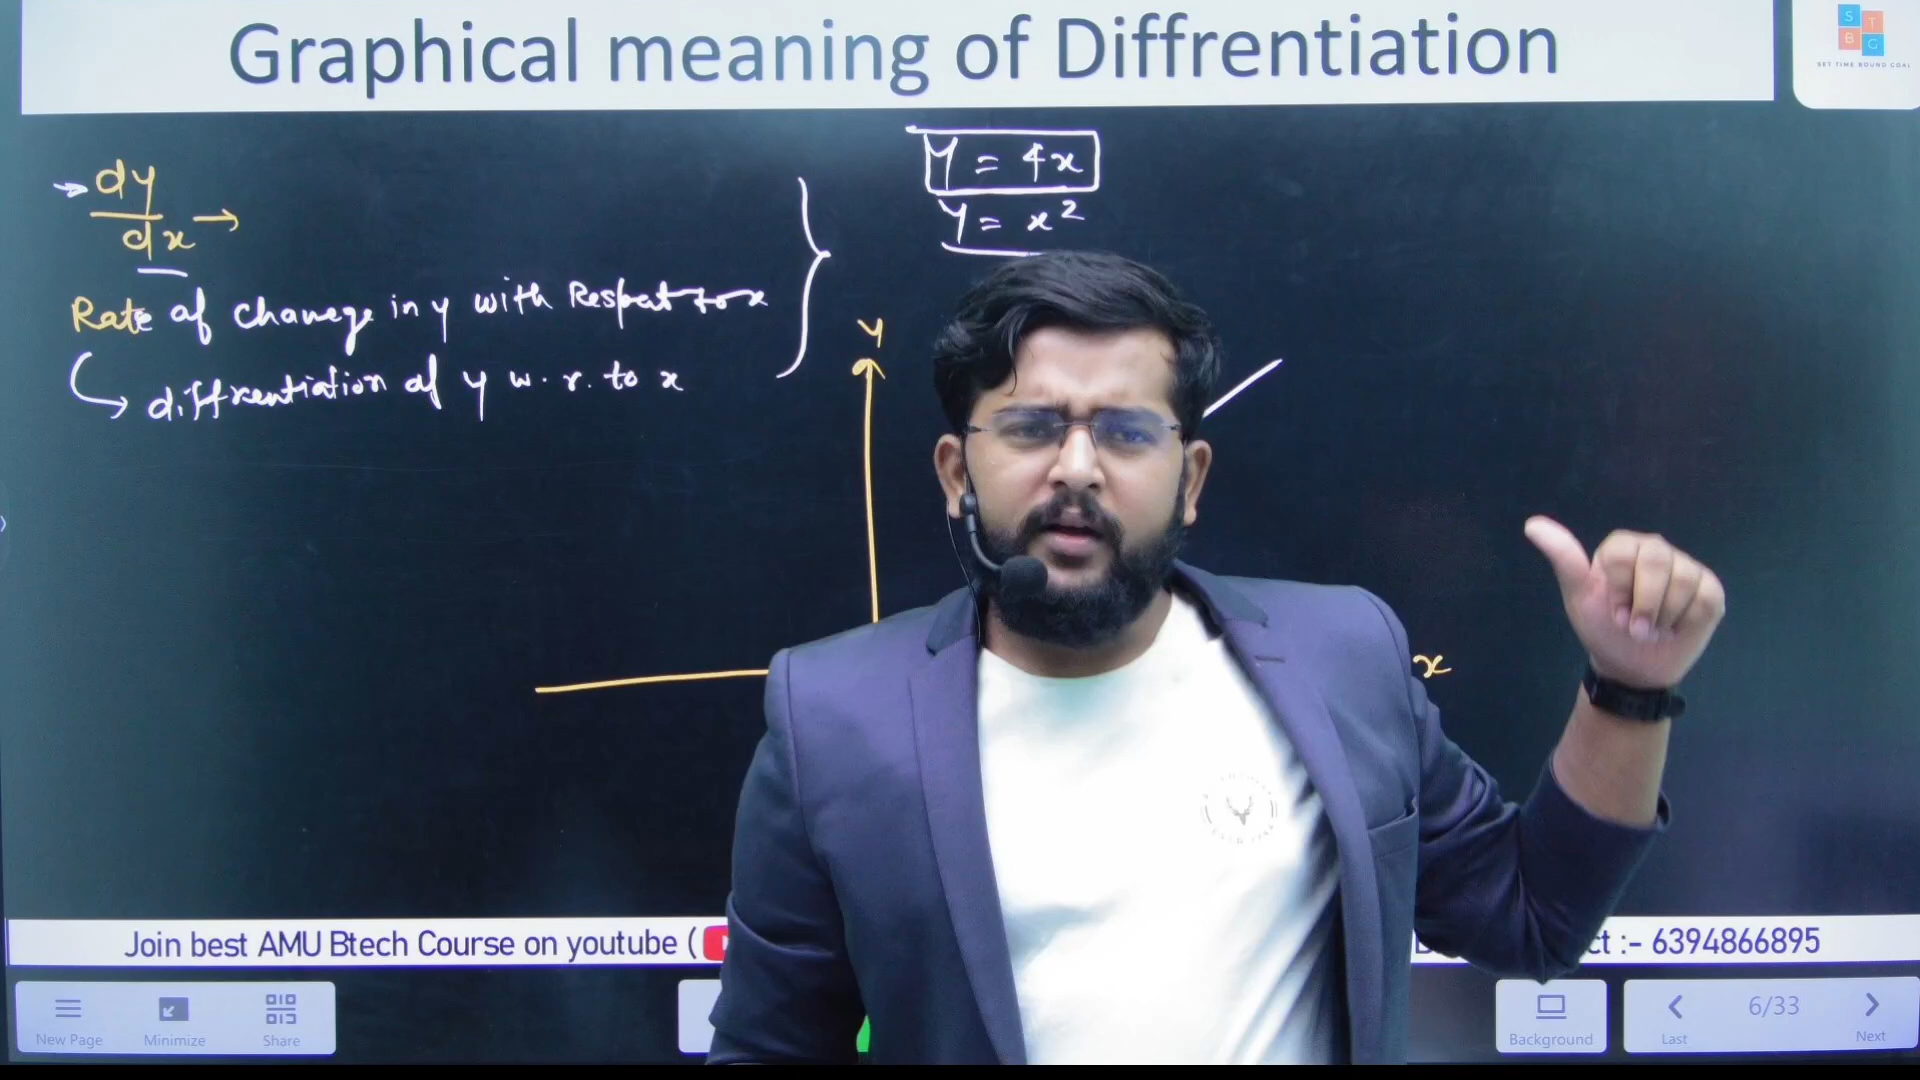 Graphical meaning of Diffrentiation
S T
B G
SET TIME BOUND GOAL
dy
dx
Rate of change in y with Respect to x
diffrentiation of y w.r. to x
Y = 4x
Y = x²
Y
x
Join best AMU Btech Course on youtube (
ct :- 6394866895
New Page
Minimize
Share
Background
Last
6/33
Next